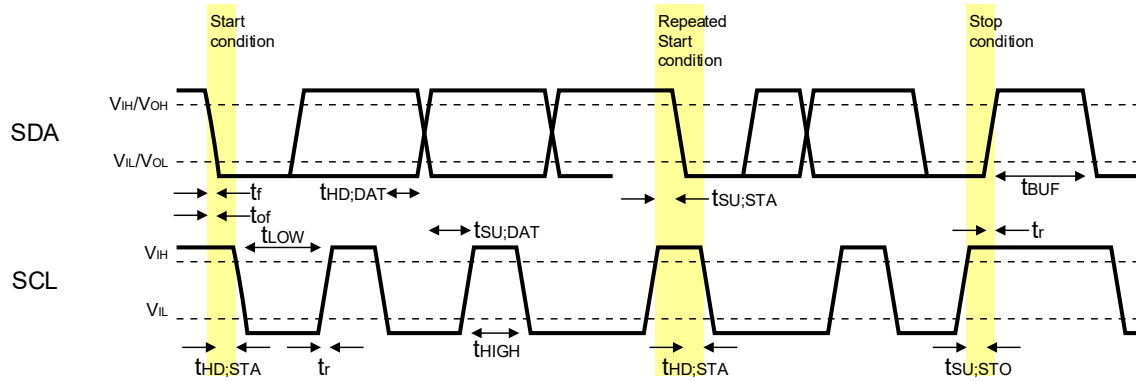 Start
condition
Repeated
Start
condition
Stop
condition
VIH/VOH
SDA
VIL/VOL
tf
tHD;DAT
tSU;STA
tBUF
tof
tLOW
tSU;DAT
tr
VIH
SCL
VIL
tHD;STA
tr
tHIGH
tHD;STA
tSU;STO